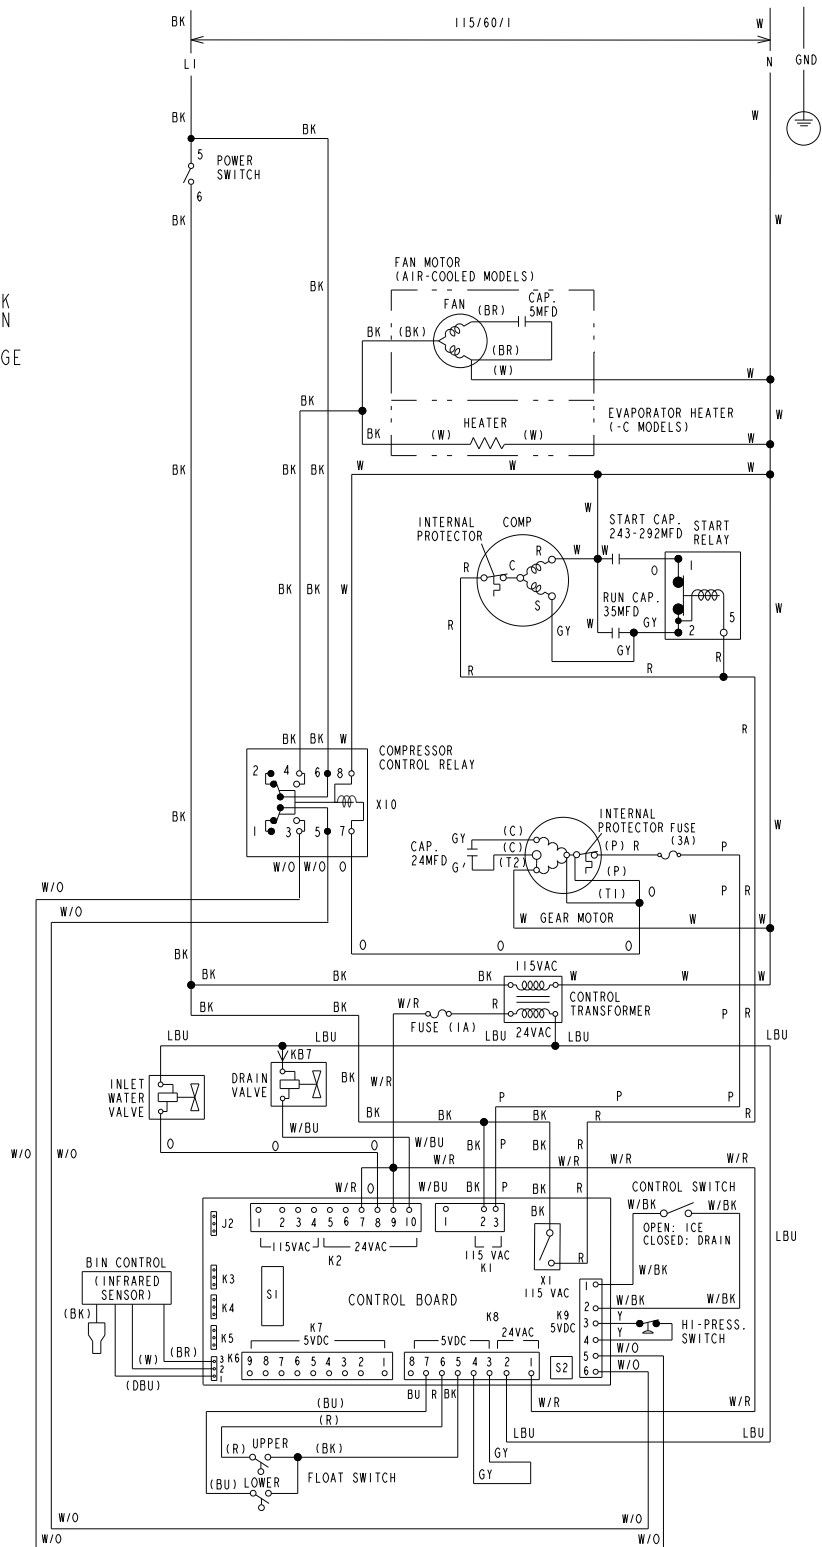 BK
115/60/1
W
L1
N
GND
BK
BK
W
5
POWER
SWITCH
6
BK
W
FAN MOTOR
(AIR-COOLED MODELS)
BK
K
N
FAN
CAP.
5MFD
(BR)
BK
(BK)
GE
(BR)
(W)
W
BK
EVAPORATOR HEATER
(-C MODELS)
W
HEATER
BK
(W)
(W)
W
BK
BK
BK
W
W
W
W
INTERNAL
PROTECTOR
COMP
START CAP.
243-292MFD
START
RELAY
R
W
W
R
C
O
1
BK
BK
W
S
RUN CAP.
35MFD
W
5
R
GY
W
GY
2
GY
R
R
R
R
BK
BK
W
COMPRESSOR
CONTROL RELAY
2
4
6
8
X10
1
3
5
7
BK
W/O
W/O
O
INTERNAL
PROTECTOR
FUSE
(3A)
W
GY
(C)
CAP.
24MFD
(C)
(P)
R
P
G'
(T2)
(P)
(T1)
O
P
R
W/O
W/O
W
GEAR MOTOR
W
W
O
O
O
BK
BK
BK
BK
115VAC
W
W
W
BK
BK
W/R
R
CONTROL
TRANSFORMER
P
R
FUSE (1A)
24VAC
LBU
LBU
LBU
LBU
LBU
KB7
INLET
WATER
VALVE
DRAIN
VALVE
BK
W/R
P
P
P
W/BU
BK
BK
BK
R
R
O
O
O
W/BU
BK
P
BK
R
W/O
W/O
W/R
W/R
W/R
W/R
W/R
O
W/BU
BK
P
BK
R
CONTROL SWITCH
W/BK
W/BK
J2
1
2
3
4
5
6
7
8
9
10
1
2
3
BK
OPEN: ICE
CLOSED: DRAIN
LBU
115VAC
24VAC
K2
115 VAC
K1
R
W/BK
BIN CONTROL
(INFRARED
SENSOR)
K3
X1
115 VAC
1
S1
CONTROL BOARD
K4
2
W/BK
W/BK
(BK)
K5
K7
5VDC
K8
5VDC
24VAC
K9
5VDC
3
Y
HI-PRESS.
SWITCH
4
Y
(BR)
K6
3
2
1
9
8
7
6
5
4
3
2
1
8
7
6
5
4
3
2
1
S2
5
W/O
(W)
6
W/O
(DBU)
BU
R
BK
(BU)
W/R
W/R
(R)
LBU
LBU
(R)
UPPER
(BK)
GY
FLOAT SWITCH
GY
(BU)
LOWER
W/O
W/O
W/O
W/O